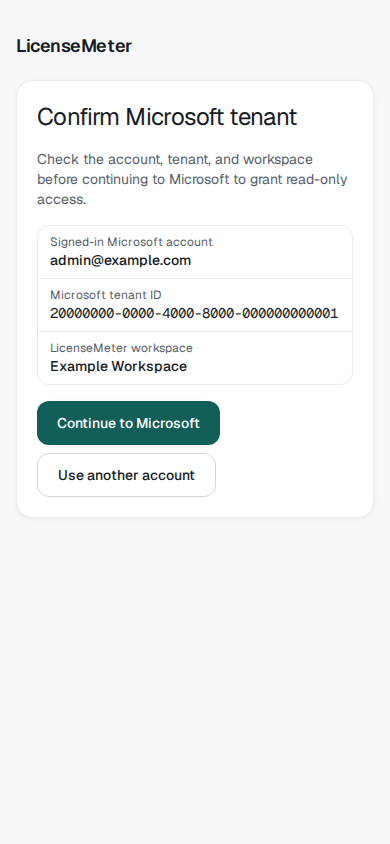 LicenseMeter
Confirm Microsoft tenant
Check the account, tenant, and workspace
before continuing to Microsoft to grant read-only
access.
Signed-in Microsoft account
admin@example.com
Microsoft tenant ID
20000000-0000-4000-8000-000000000001
LicenseMeter workspace
Example Workspace
Continue to Microsoft
Use another account